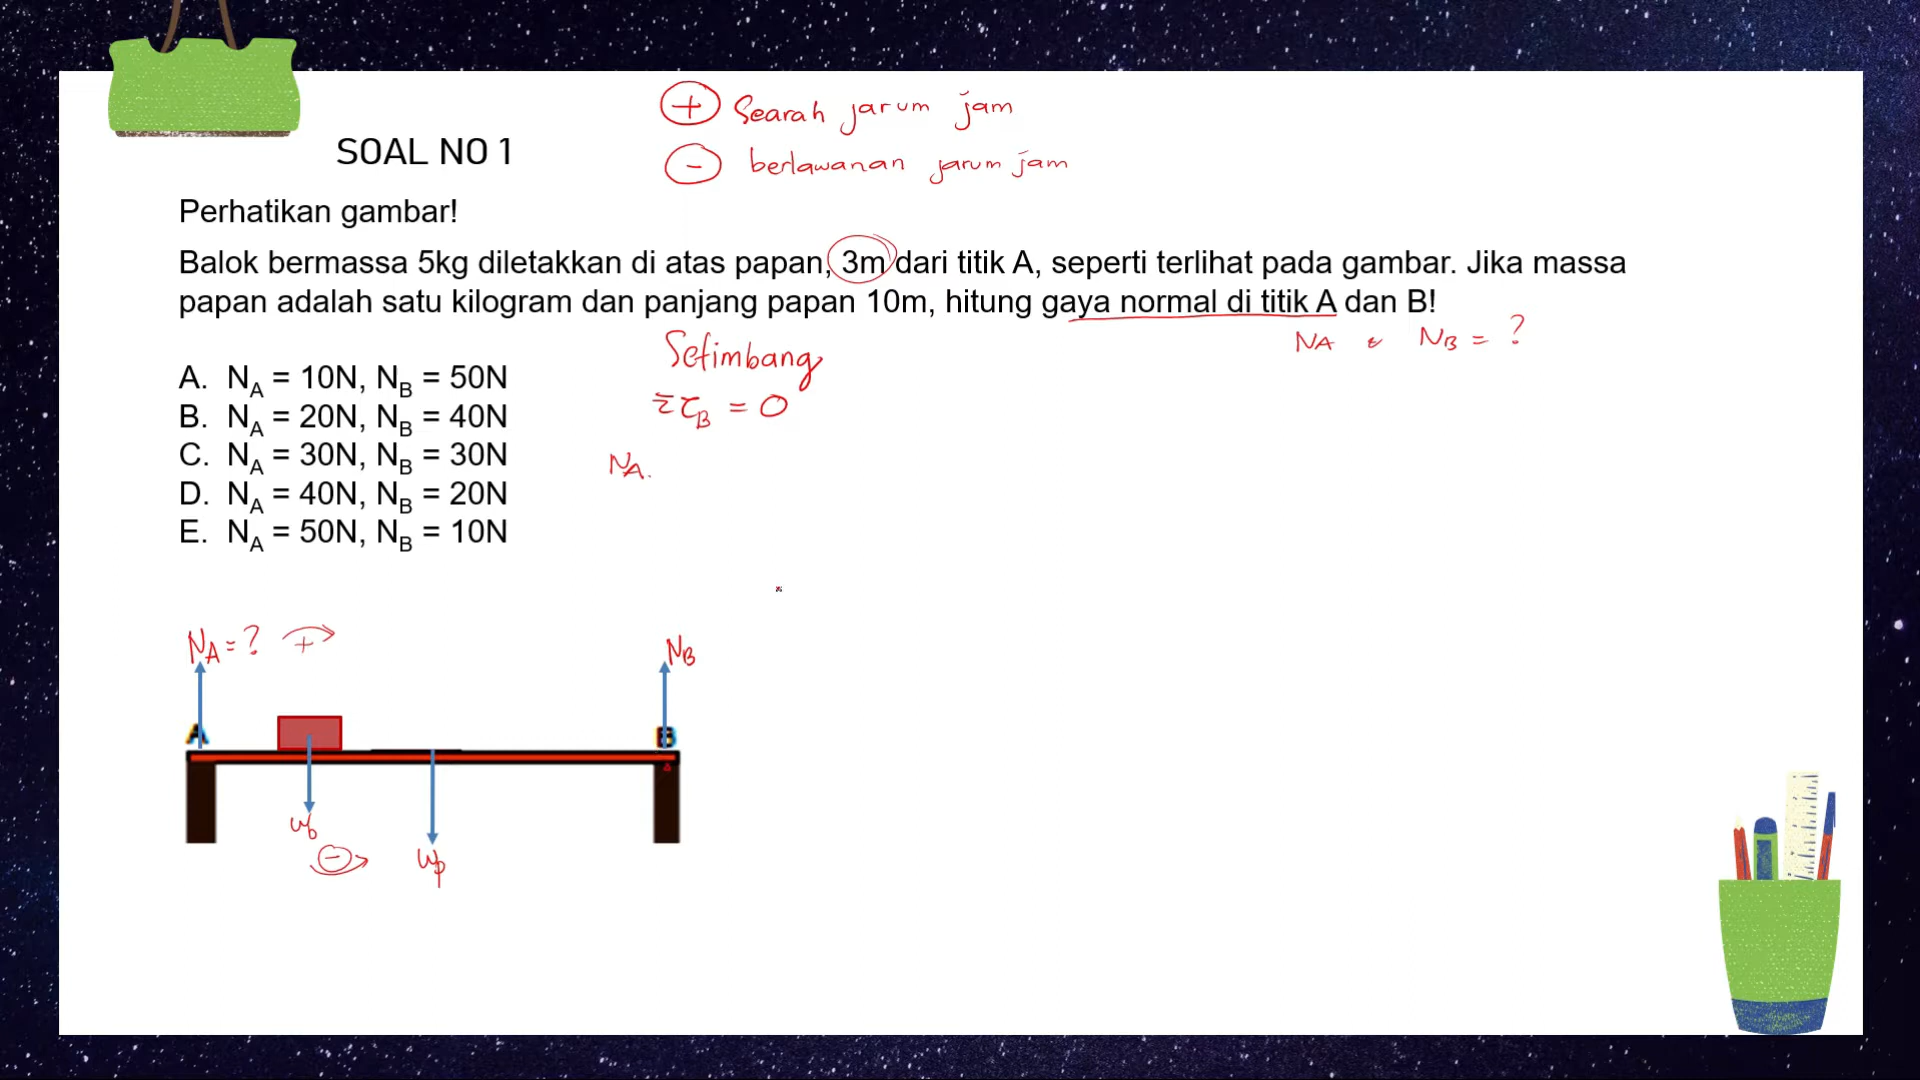 + Searah jarum jam
- berlawanan jarum jam
SOAL NO 1
Perhatikan gambar!
Balok bermassa 5kg diletakkan di atas papan, 3m dari titik A, seperti terlihat pada gambar. Jika massa
papan adalah satu kilogram dan panjang papan 10m, hitung gaya normal di titik A dan B!
NA & NB = ?
Setimbang
ΣτB = 0
NA.
A. NA = 10N, NB = 50N
B. NA = 20N, NB = 40N
C. NA = 30N, NB = 30N
D. NA = 40N, NB = 20N
E. NA = 50N, NB = 10N
NA = ? +
NB
A
B
wb
-
wp